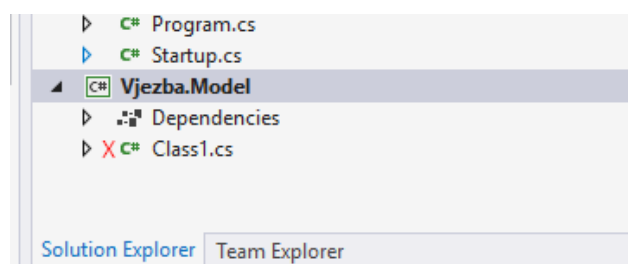 C# Program.cs
C# Startup.cs
C# Vjezba.Model
Dependencies
X C# Class1.cs
Solution Explorer Team Explorer